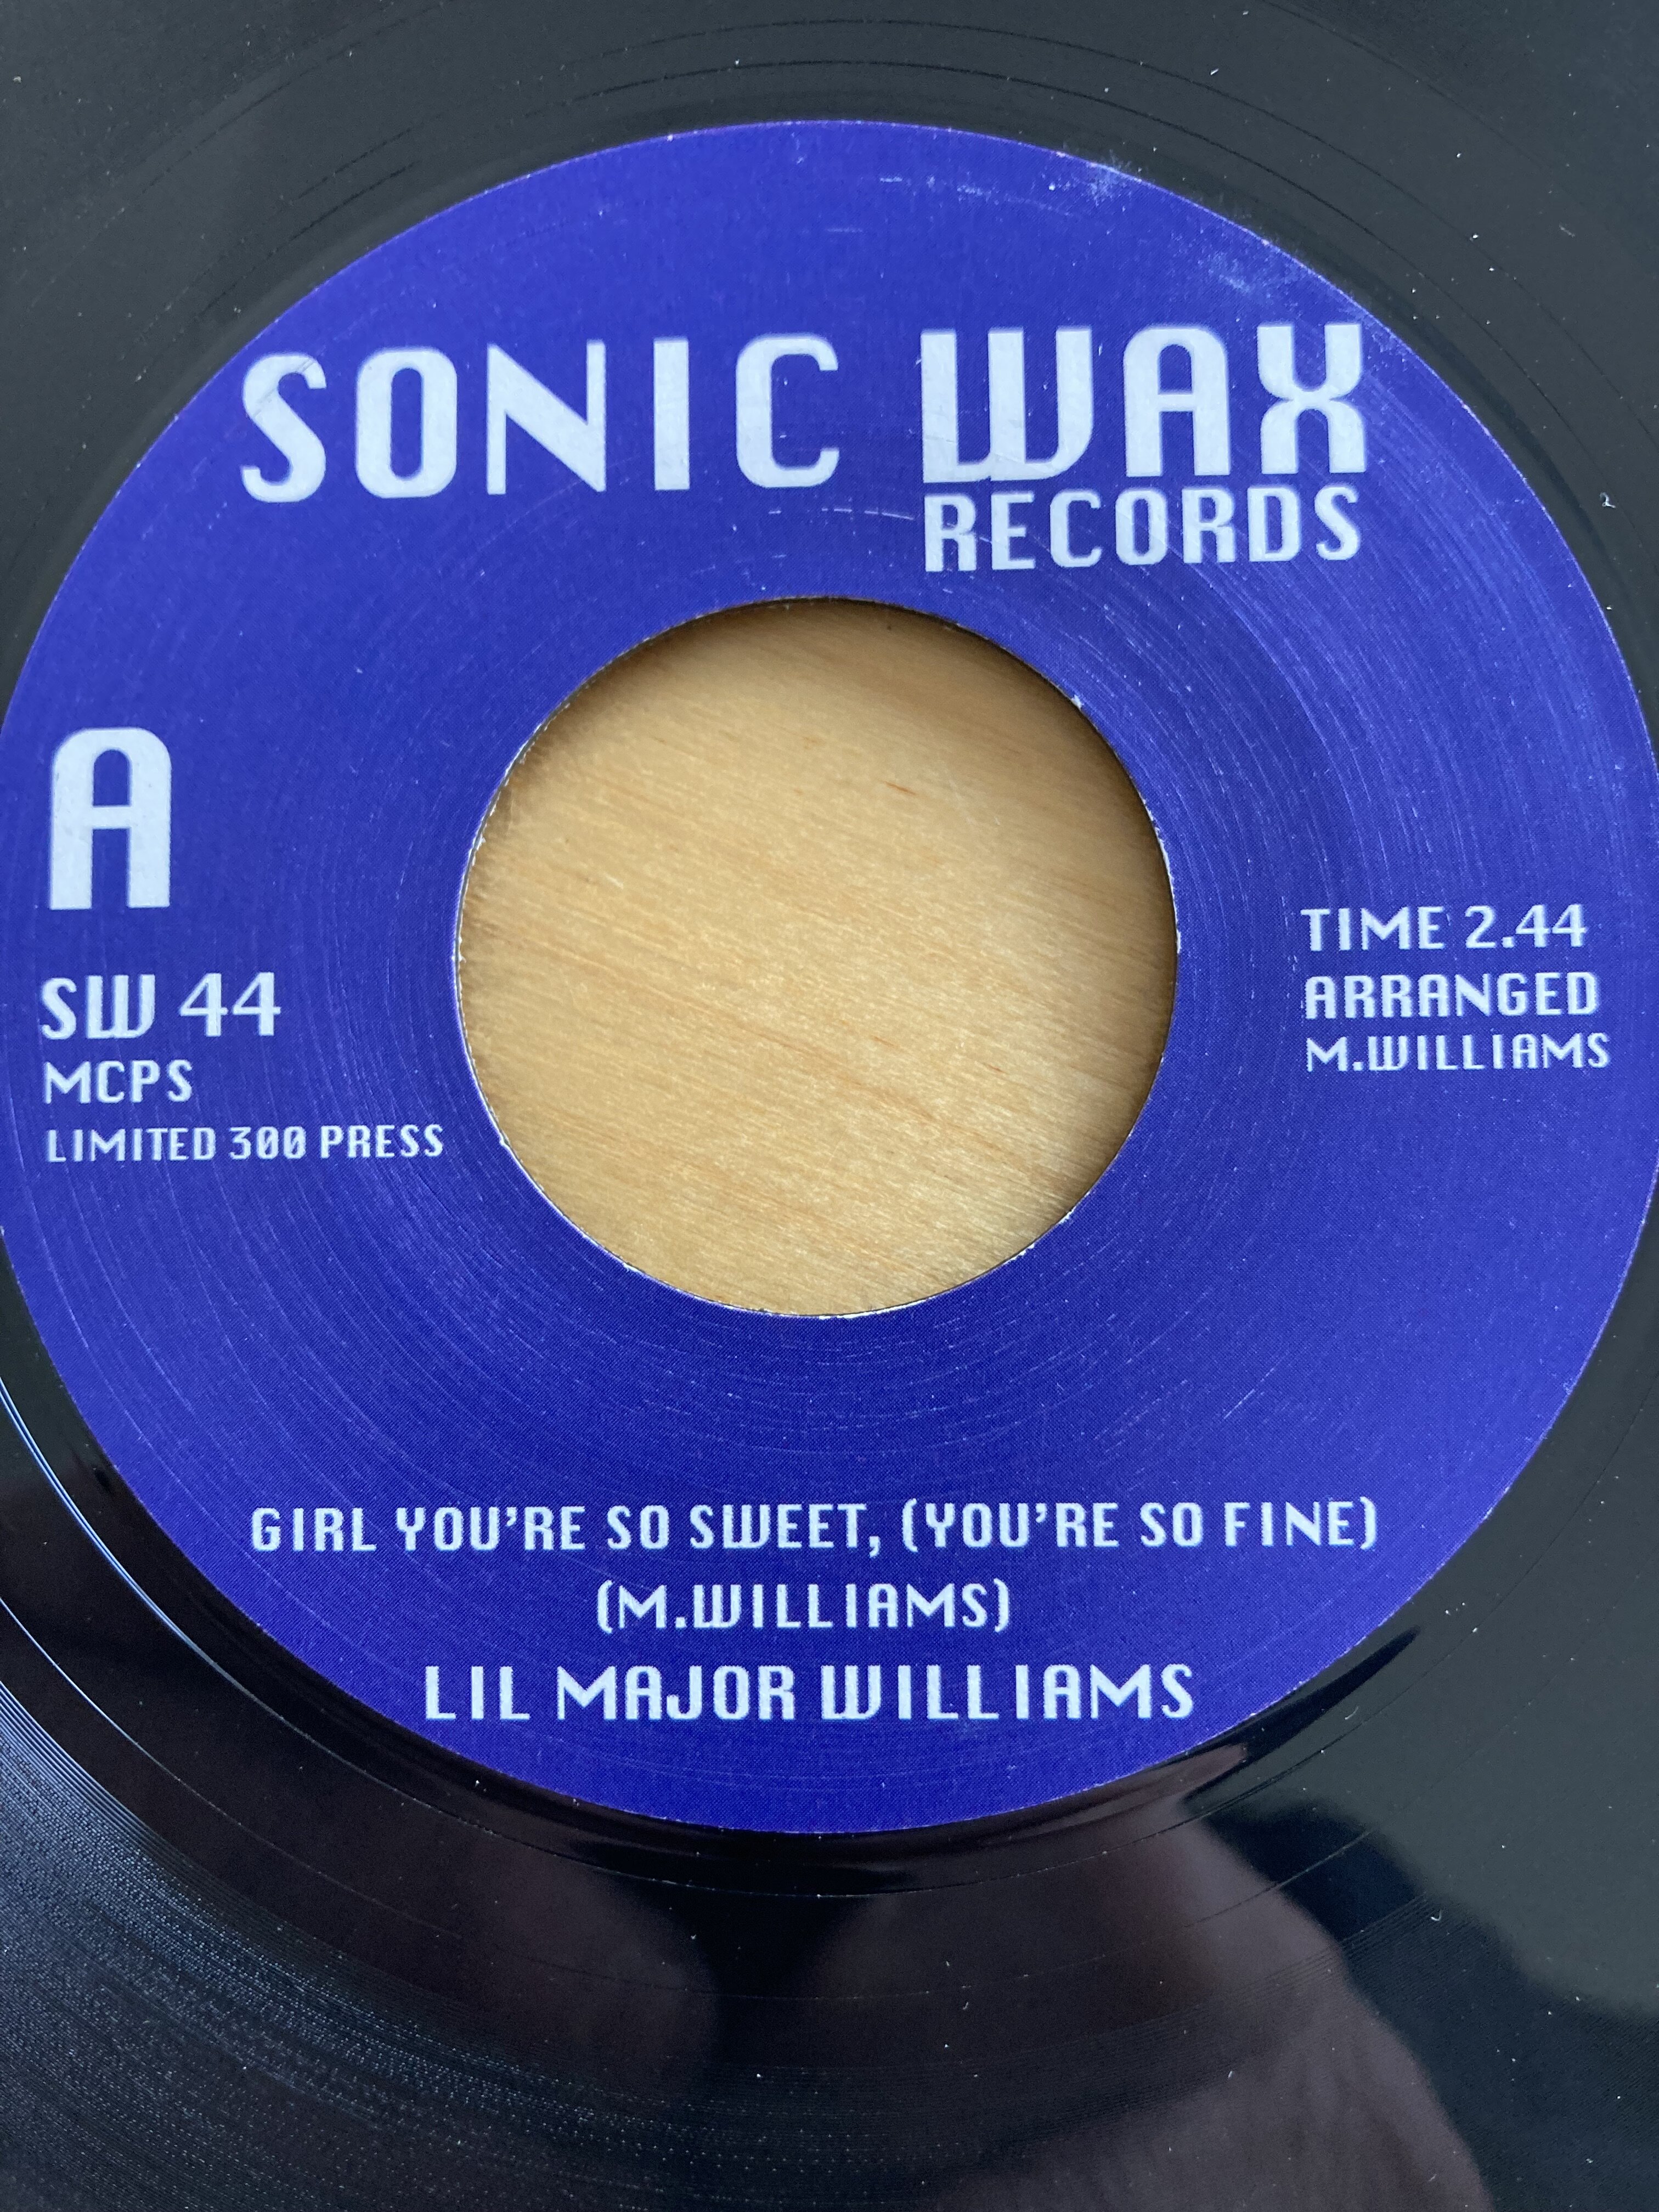 SONIC WAX
RECORDS
A
SW 44
MCPS
LIMITED 300 PRESS
TIME 2.44
ARRANGED
M.WILLIAMS
GIRL YOU'RE SO SWEET, (YOU'RE SO FINE)
(M.WILLIAMS)
LIL MAJOR WILLIAMS